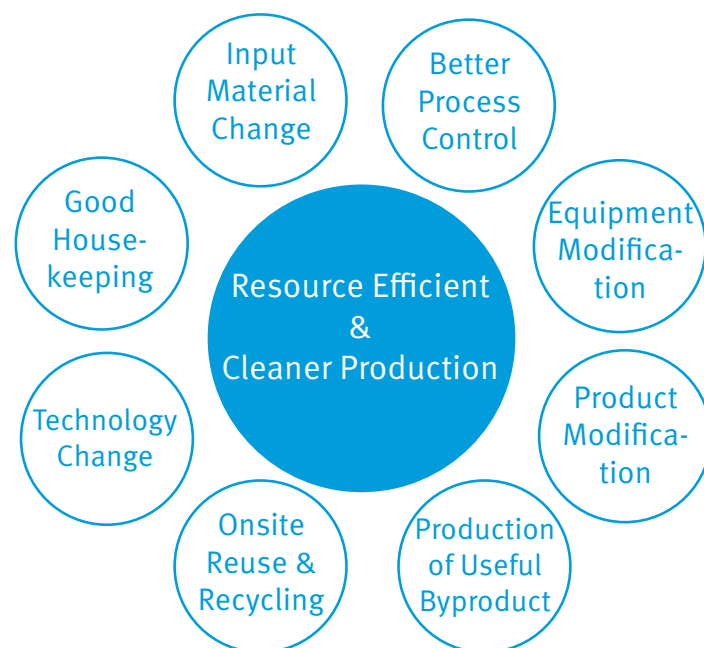 Input
Material
Change
Better
Process
Control
Good
House-
keeping
Equipment
Modifica-
tion
Resource Efficient
&
Cleaner Production
Technology
Change
Product
Modifica-
tion
Onsite
Reuse &
Recycling
Production
of Useful
Byproduct